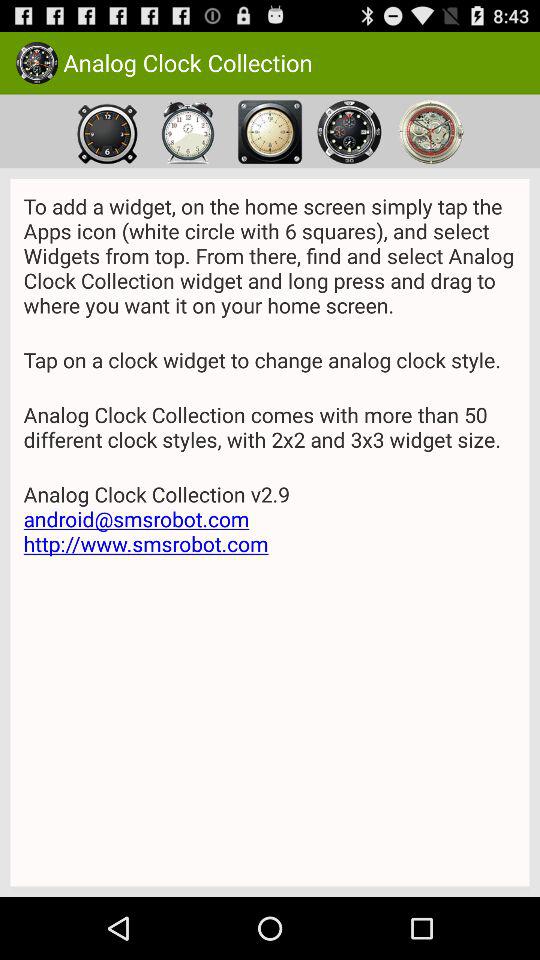 8:43
Analog Clock Collection
To add a widget, on the home screen simply tap the
Apps icon (white circle with 6 squares), and select
Widgets from top. From there, find and select Analog
Clock Collection widget and long press and drag to
where you want it on your home screen.
Tap on a clock widget to change analog clock style.
Analog Clock Collection comes with more than 50
different clock styles, with 2x2 and 3x3 widget size.
Analog Clock Collection v2.9
android@smsrobot.com
http://www.smsrobot.com